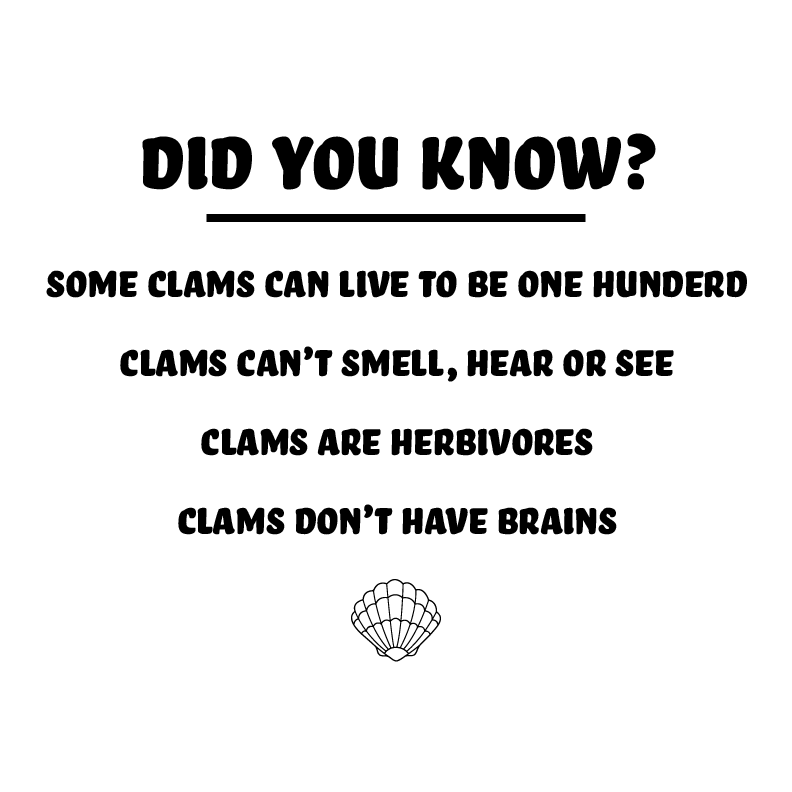 DID YOU KNOW?
SOME CLAMS CAN LIVE TO BE ONE HUNDERD
CLAMS CAN'T SMELL, HEAR OR SEE
CLAMS ARE HERBIVORES
CLAMS DON'T HAVE BRAINS